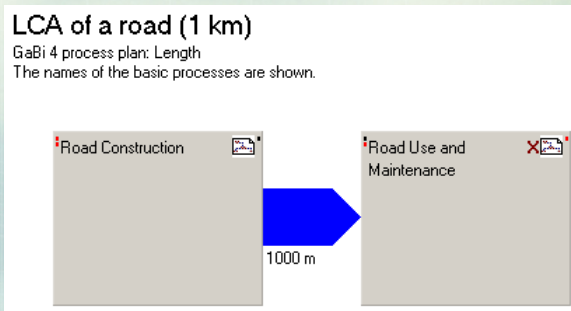 LCA of a road (1 km)
GaBi 4 process plan: Length
The names of the basic processes are shown.
Road Construction
Road Use and
Maintenance
X
1000 m